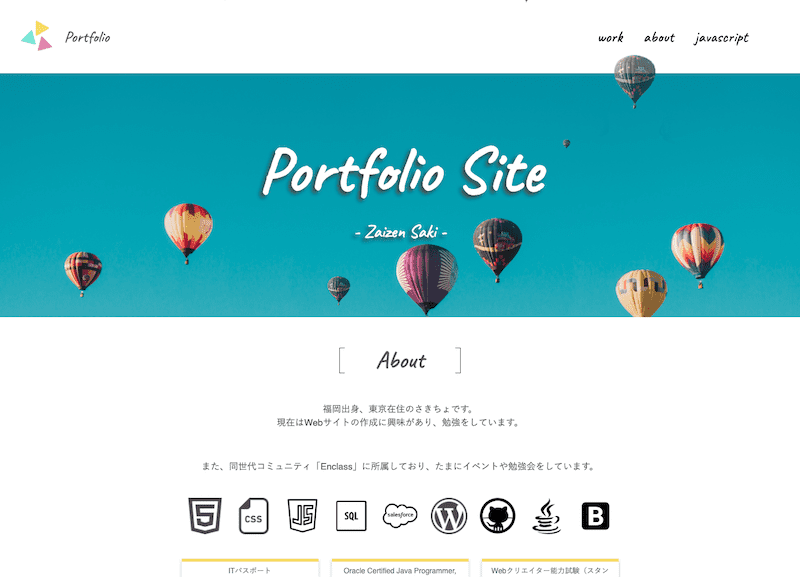 Portfolio
work about javascript
Portfolio Site
- Zaizen Saki -
About
福岡出身、東京在住のさきちょです。
現在はWebサイトの作成に興味があり、勉強をしています。
また、同世代コミュニティ「Enclass」に所属しており、たまにイベントや勉強会をしています。
5 CSS JS SQL salesforce W B
ITパスポート Oracle Certified Java Programmer, Webクリエイター能力試験（スタン